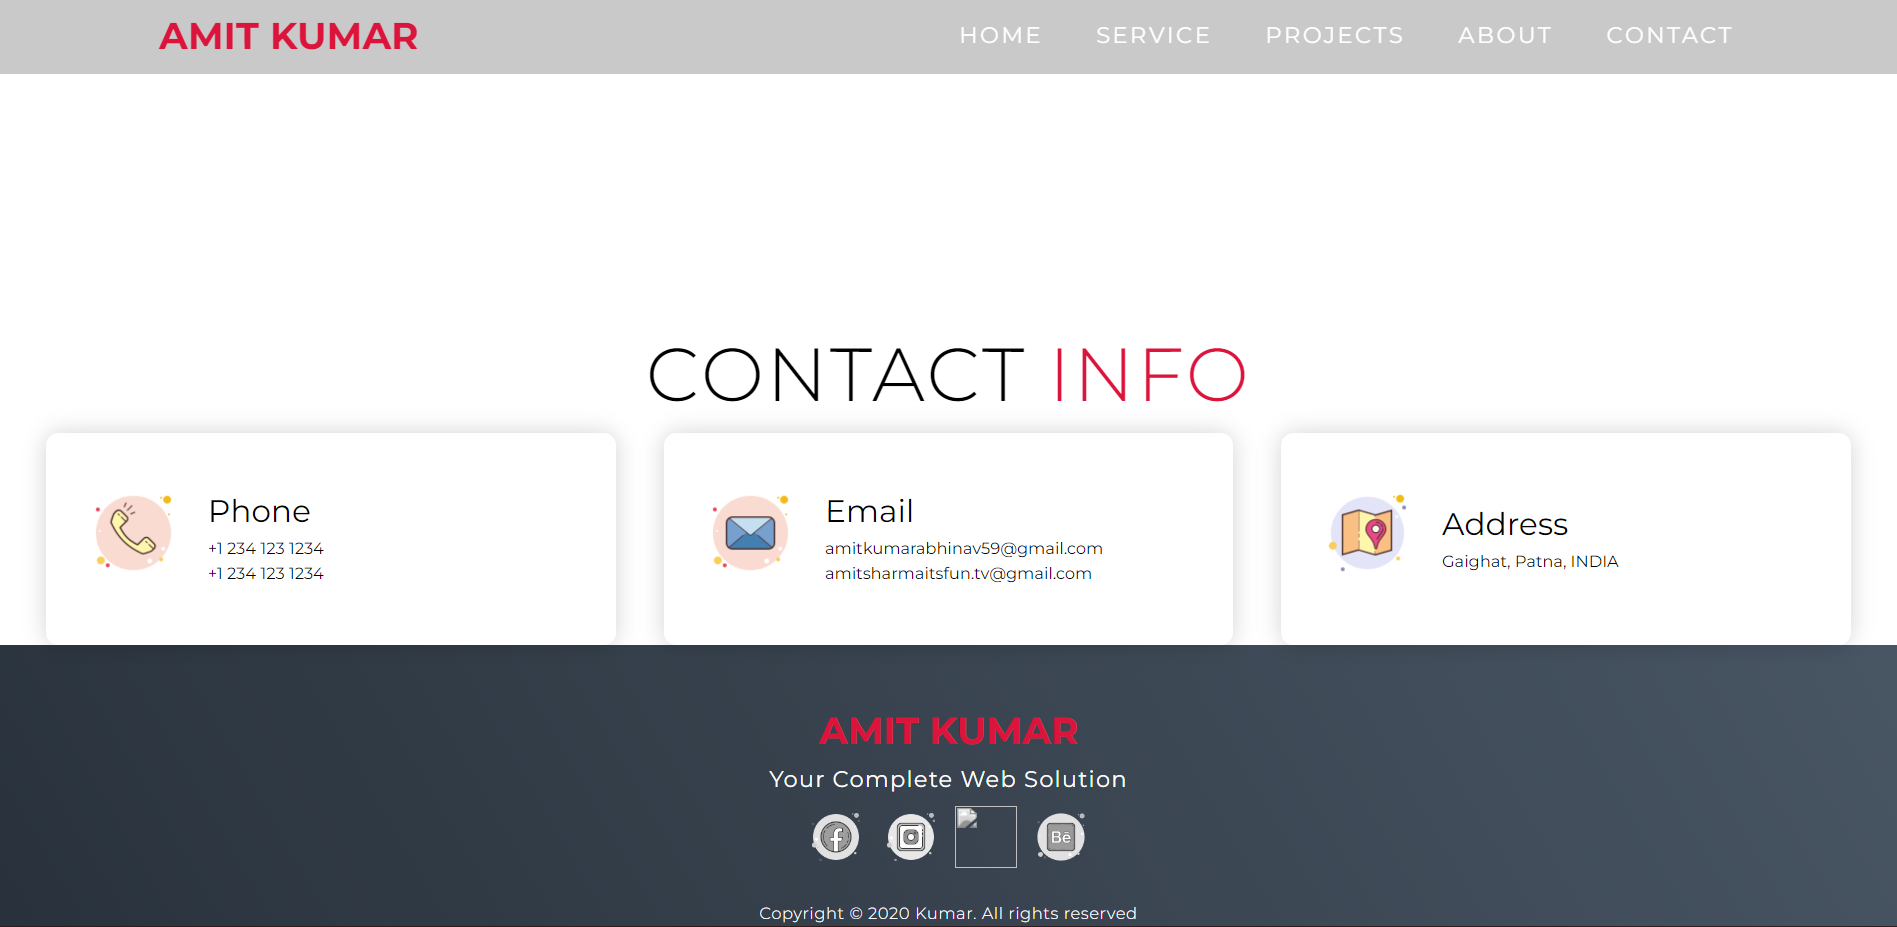 AMIT KUMAR
HOME SERVICE PROJECTS ABOUT CONTACT
CONTACT INFO
Phone
+1 234 123 1234
+1 234 123 1234
Email
amitkumarabhinav59@gmail.com
amitsharmaitsfun.tv@gmail.com
Address
Gaighat, Patna, INDIA
AMIT KUMAR
Your Complete Web Solution
Bē
Copyright © 2020 Kumar. All rights reserved